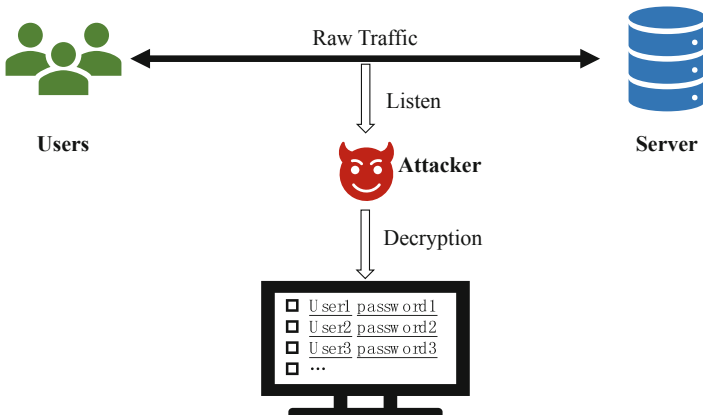 Raw Traffic
Listen
Users
Server
Attacker
Decryption
User1 password1
User2 password2
User3 password3
...